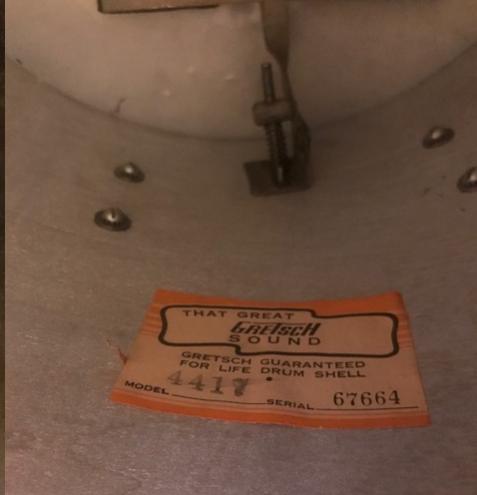 THAT GREAT
GRETSCH
SOUND
GRETSCH GUARANTEED
FOR LIFE DRUM SHELL
MODEL 4417 SERIAL 67664